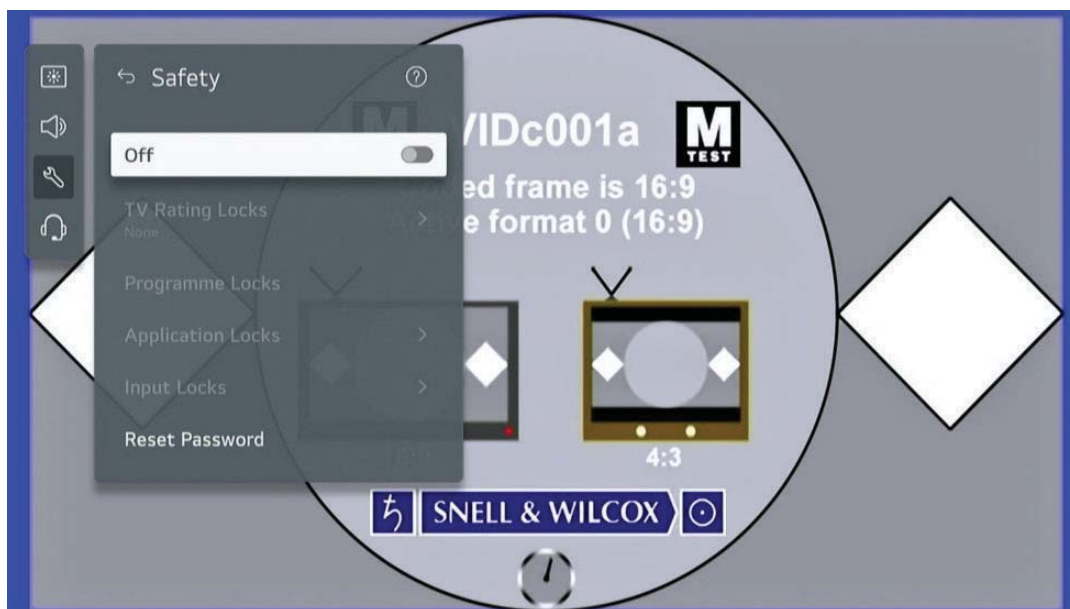 Safety
Off
TV Rating Locks
None
Programme Locks
Application Locks
Input Locks
Reset Password
VIDc001a
M
TEST
frame is 16:9
format 0 (16:9)
4:3
SNELL & WILCOX